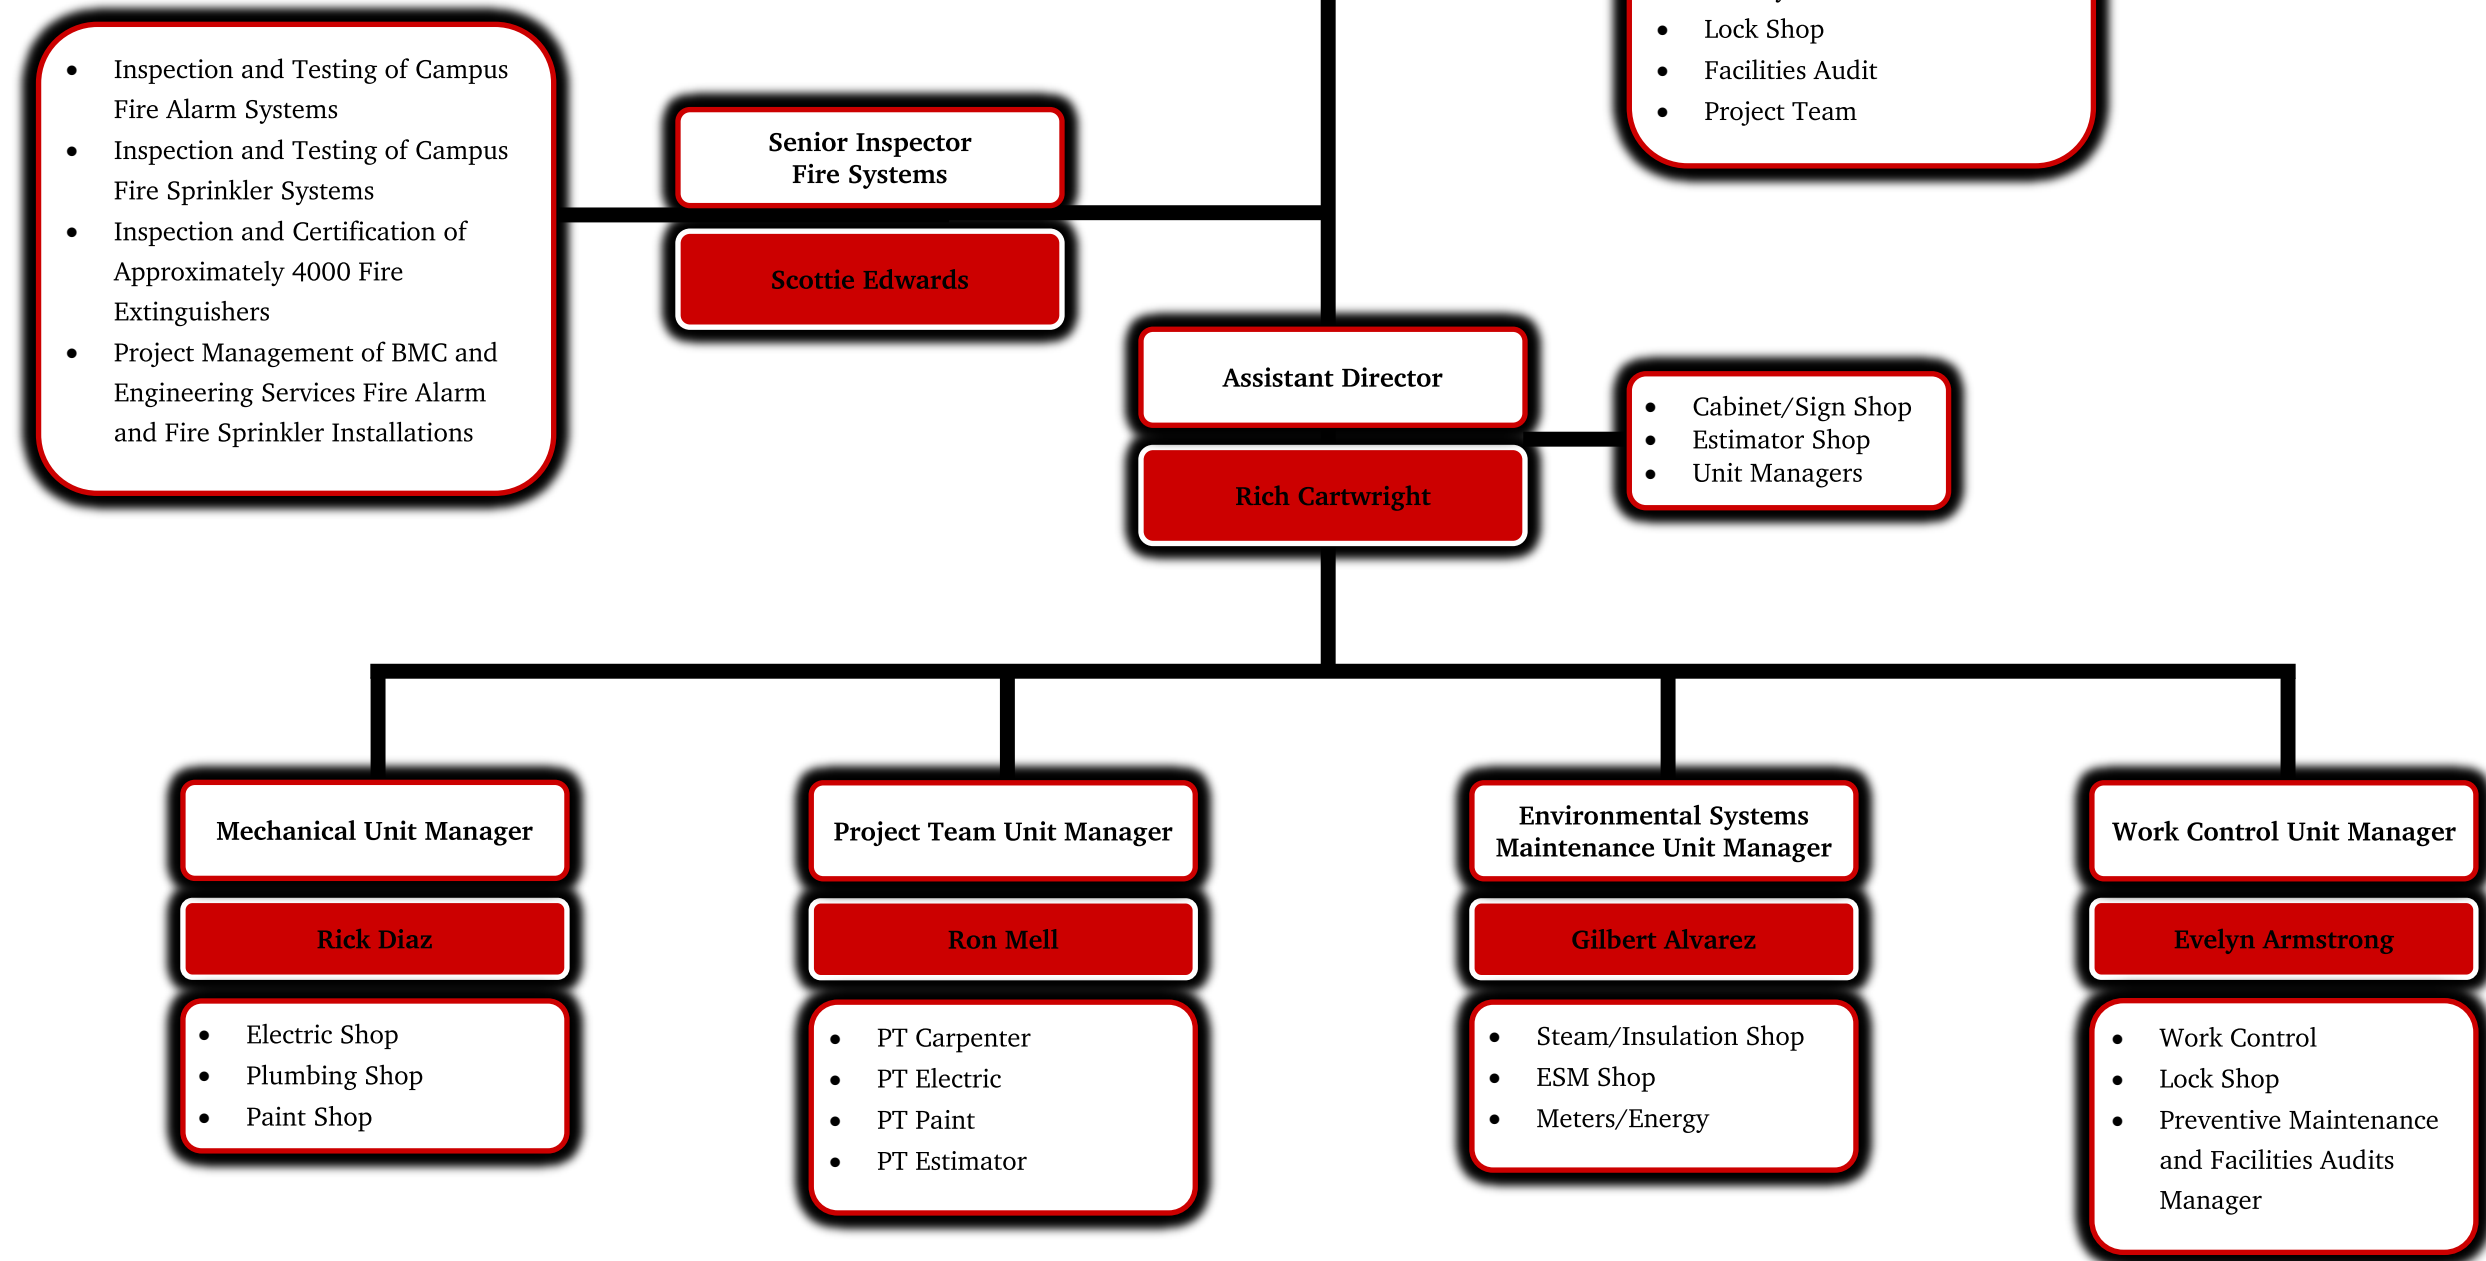 Inspection and Testing of Campus
Fire Alarm Systems
Inspection and Testing of Campus
Fire Sprinkler Systems
Inspection and Certification of
Approximately 4000 Fire
Extinguishers
Project Management of BMC and
Engineering Services Fire Alarm
and Fire Sprinkler Installations
Senior Inspector
Fire Systems
Scottie Edwards
Lock Shop
Facilities Audit
Project Team
Assistant Director
Rich Cartwright
Cabinet/Sign Shop
Estimator Shop
Unit Managers
Mechanical Unit Manager
Rick Diaz
Electric Shop
Plumbing Shop
Paint Shop
Project Team Unit Manager
Ron Mell
PT Carpenter
PT Electric
PT Paint
PT Estimator
Environmental Systems
Maintenance Unit Manager
Gilbert Alvarez
Steam/Insulation Shop
ESM Shop
Meters/Energy
Work Control Unit Manager
Evelyn Armstrong
Work Control
Lock Shop
Preventive Maintenance
and Facilities Audits
Manager